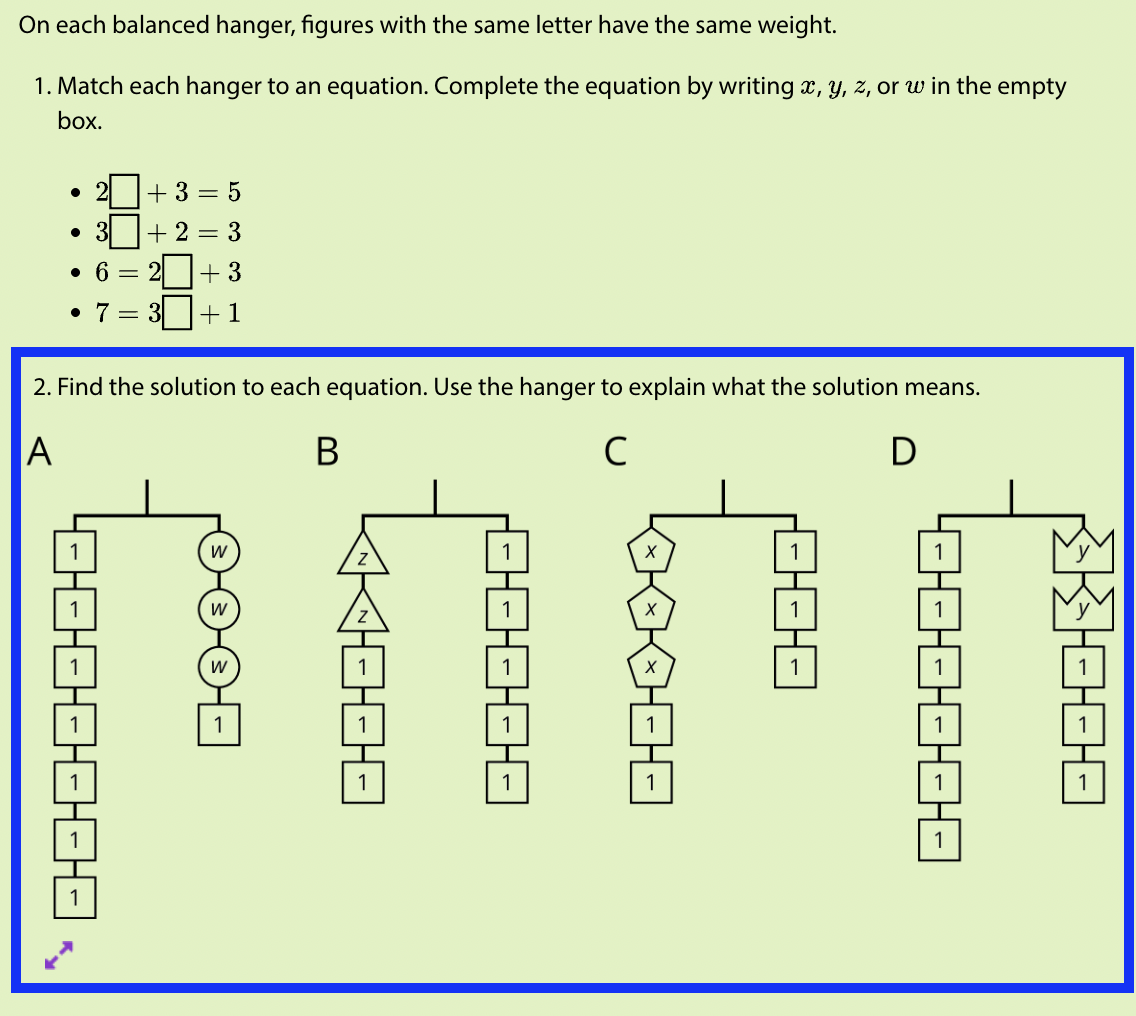 On each balanced hanger, figures with the same letter have the same weight.
1. Match each hanger to an equation. Complete the equation by writing x, y, z, or w in the empty
box.
• 2□ + 3 = 5
• 3□ + 2 = 3
• 6 = 2□ + 3
• 7 = 3□ + 1
2. Find the solution to each equation. Use the hanger to explain what the solution means.
A B C D
1 w z 1 x 1 1 y
1 w z 1 x 1 1 y
1 w 1 1 x 1 1 1
1 1 1 1 1 1 1
1 1 1 1 1 1
1 1
1